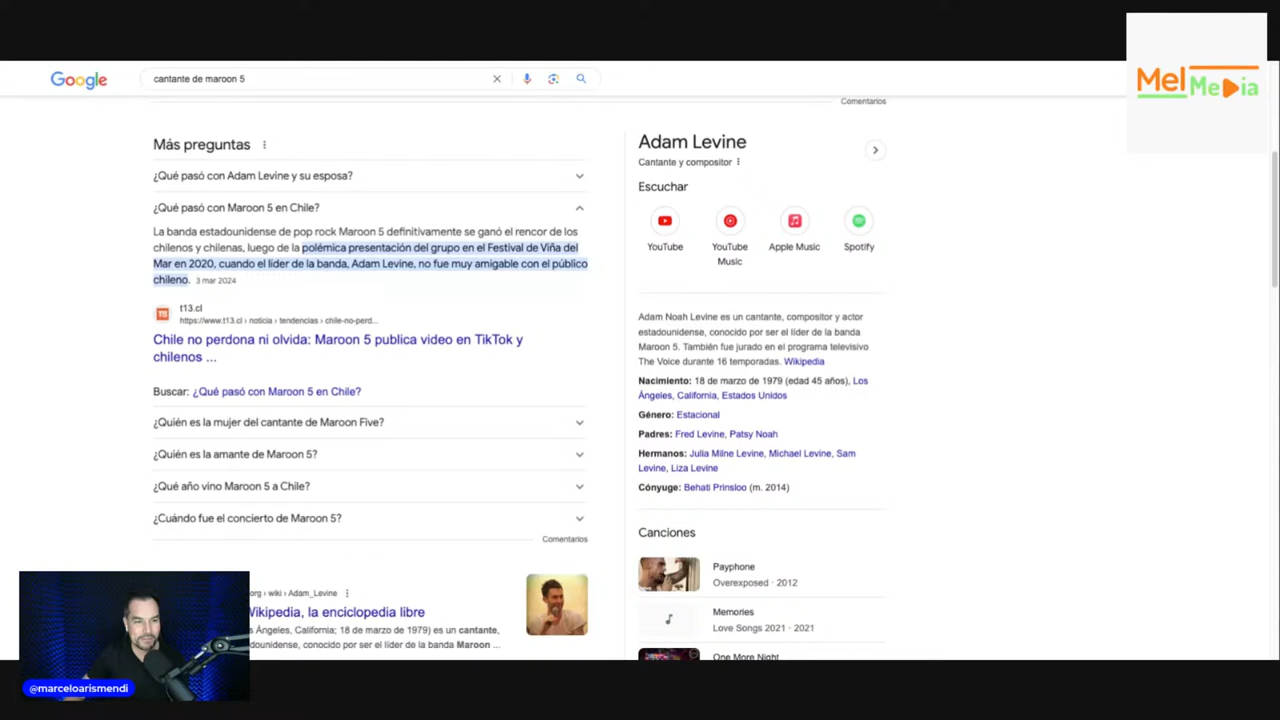 Google
cantante de maroon 5
Mel
Media
Comentarios
Más preguntas
¿Qué pasó con Adam Levine y su esposa?
¿Qué pasó con Maroon 5 en Chile?
La banda estadounidense de pop rock Maroon 5 definitivamente se ganó el rencor de los
chilenos y chilenas, luego de la polémica presentación del grupo en el Festival de Viña del
Mar en 2020, cuando el líder de la banda, Adam Levine, no fue muy amigable con el público
chileno. 3 mar 2024
t13.cl
https://www.t13.cl › noticia › tendencias › chile-no-perd...
Chile no perdona ni olvida: Maroon 5 publica video en TikTok y
chilenos ...
Buscar: ¿Qué pasó con Maroon 5 en Chile?
¿Quién es la mujer del cantante de Maroon Five?
¿Quién es la amante de Maroon 5?
¿Qué año vino Maroon 5 a Chile?
¿Cuándo fue el concierto de Maroon 5?
Comentarios
org › wiki › Adam_Levine
Wikipedia, la enciclopedia libre
s Ángeles, California; 18 de marzo de 1979) es un cantante,
dounidense, conocido por ser el líder de la banda Maroon ...
@marceloarismendi
Adam Levine
Cantante y compositor
Escuchar
YouTube
YouTube
Music
Apple Music
Spotify
Adam Noah Levine es un cantante, compositor y actor
estadounidense, conocido por ser el líder de la banda
Maroon 5. También fue jurado en el programa televisivo
The Voice durante 16 temporadas. Wikipedia
Nacimiento: 18 de marzo de 1979 (edad 45 años), Los
Ángeles, California, Estados Unidos
Género: Estacional
Padres: Fred Levine, Patsy Noah
Hermanos: Julia Milne Levine, Michael Levine, Sam
Levine, Liza Levine
Cónyuge: Behati Prinsloo (m. 2014)
Canciones
Payphone
Overexposed · 2012
Memories
Love Songs 2021 · 2021
One More Night